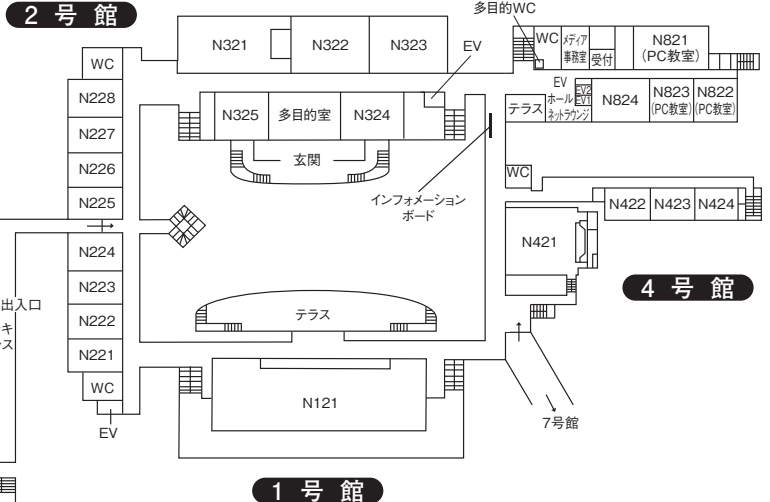 2 号 館
多目的WC
N321
N322
N323
EV
WC
メディア
事務室
受付
N821
(PC教室)
WC
N228
N227
N226
N225
N224
N223
N222
N221
WC
EV
N325
多目的室
N324
玄関
インフォメーション
ボード
テラス
EV
ホール
EV2
EV1
ネットラウンジ
N824
N823
(PC教室)
N822
(PC教室)
WC
N422
N423
N424
N421
4 号 館
出入口
キ
ス
テラス
N121
7号館
1 号 館